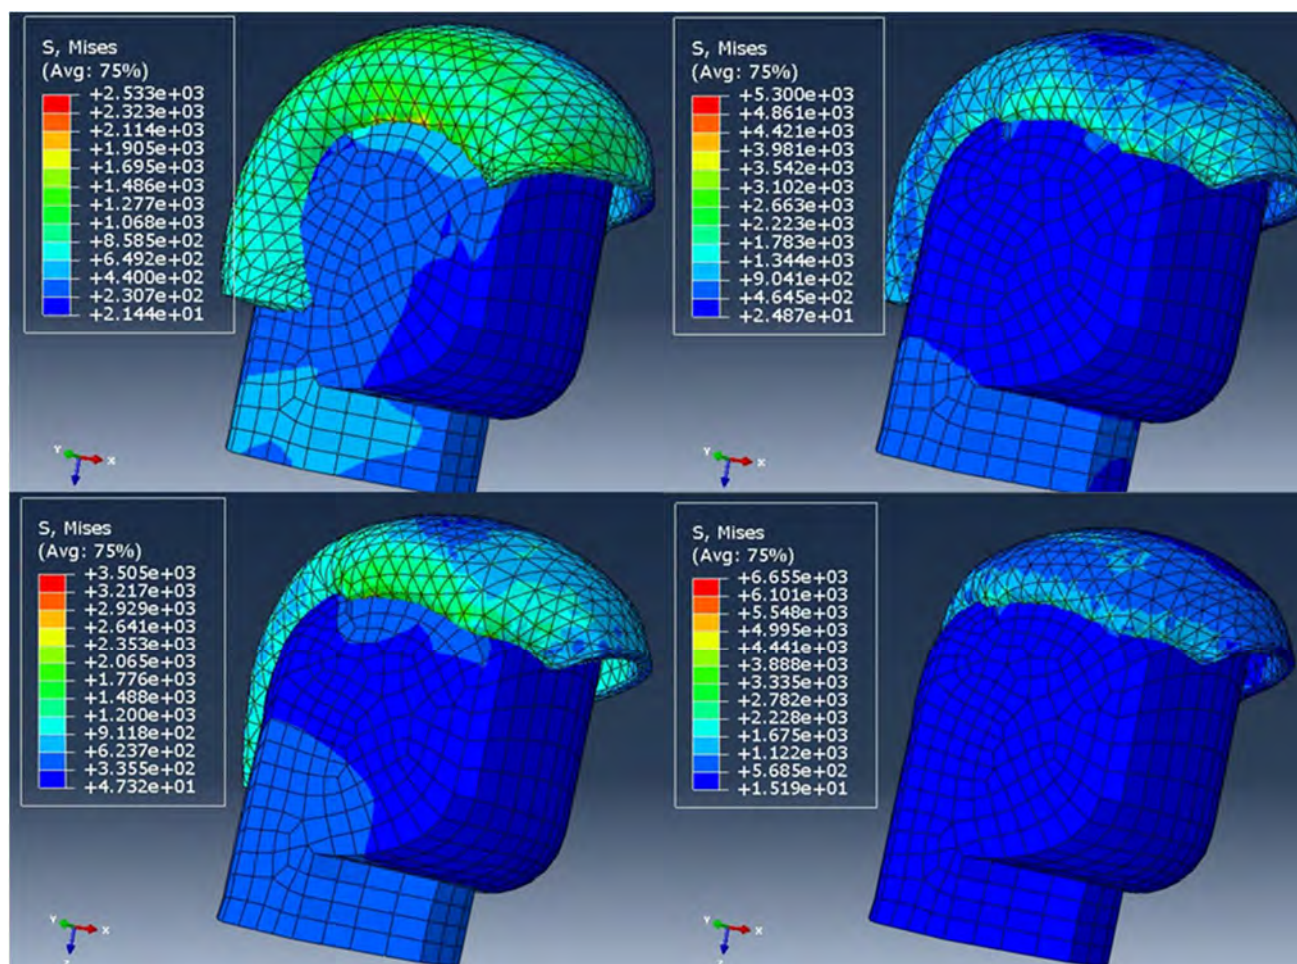 S, Mises
(Avg: 75%)
+2.533e+03
+2.323e+03
+2.114e+03
+1.905e+03
+1.695e+03
+1.486e+03
+1.277e+03
+1.068e+03
+8.585e+02
+6.492e+02
+4.400e+02
+2.307e+02
+2.144e+01
Y
X
S, Mises
(Avg: 75%)
+5.300e+03
+4.861e+03
+4.421e+03
+3.981e+03
+3.542e+03
+3.102e+03
+2.663e+03
+2.223e+03
+1.783e+03
+1.344e+03
+9.041e+02
+4.645e+02
+2.487e+01
Y
X
S, Mises
(Avg: 75%)
+3.505e+03
+3.217e+03
+2.929e+03
+2.641e+03
+2.353e+03
+2.065e+03
+1.776e+03
+1.488e+03
+1.200e+03
+9.118e+02
+6.237e+02
+3.355e+02
+4.732e+01
Y
X
S, Mises
(Avg: 75%)
+6.655e+03
+6.101e+03
+5.548e+03
+4.995e+03
+4.441e+03
+3.888e+03
+3.335e+03
+2.782e+03
+2.228e+03
+1.675e+03
+1.122e+03
+5.685e+02
+1.519e+01
Y
X